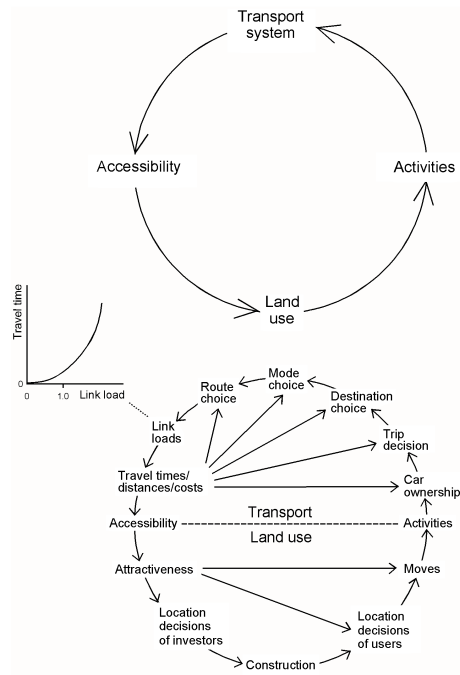 Transport
system
Accessibility
Activities
Land
use
Travel time
0
0
1.0
Link load
Mode
choice
Route
choice
Destination
choice
Link
loads
Trip
decision
Travel times/
distances/costs
Car
ownership
Transport
Accessibility
Activities
Land use
Attractiveness
Moves
Location
decisions
of investors
Location
decisions
of users
Construction